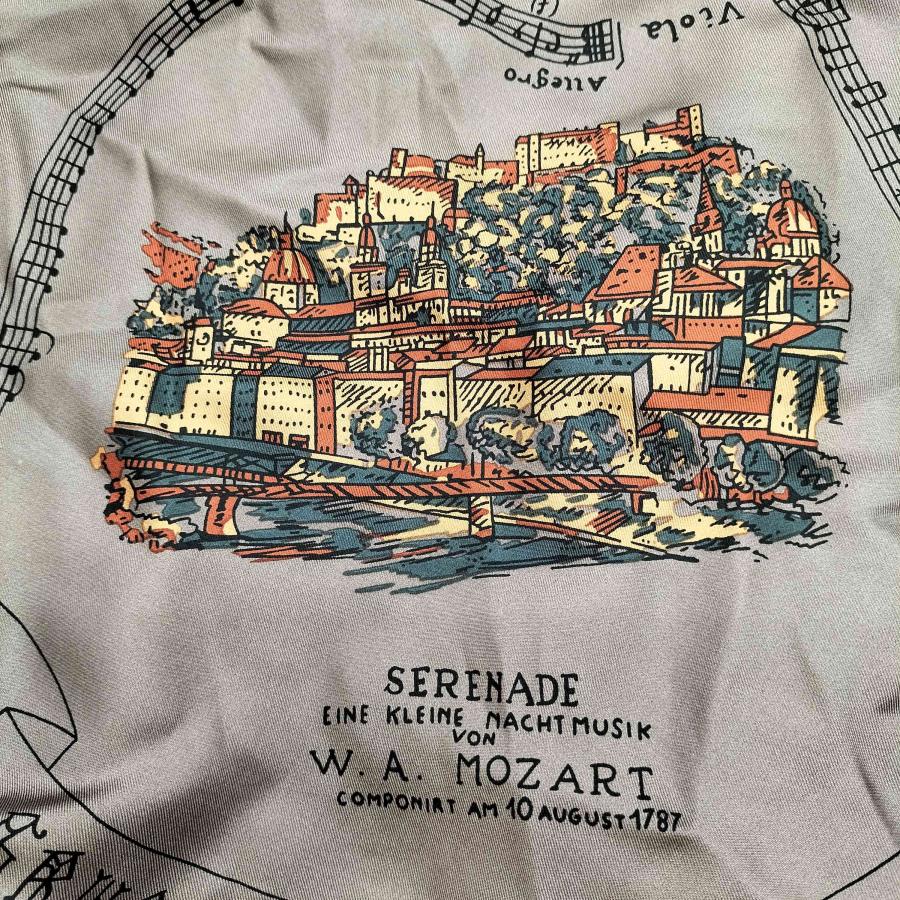 (f)
Viola
Allegro
SERENADE
EINE KLEINE NACHTMUSIK
VON
W. A. MOZART
COMPONIRT AM 10 AUGUST 1787